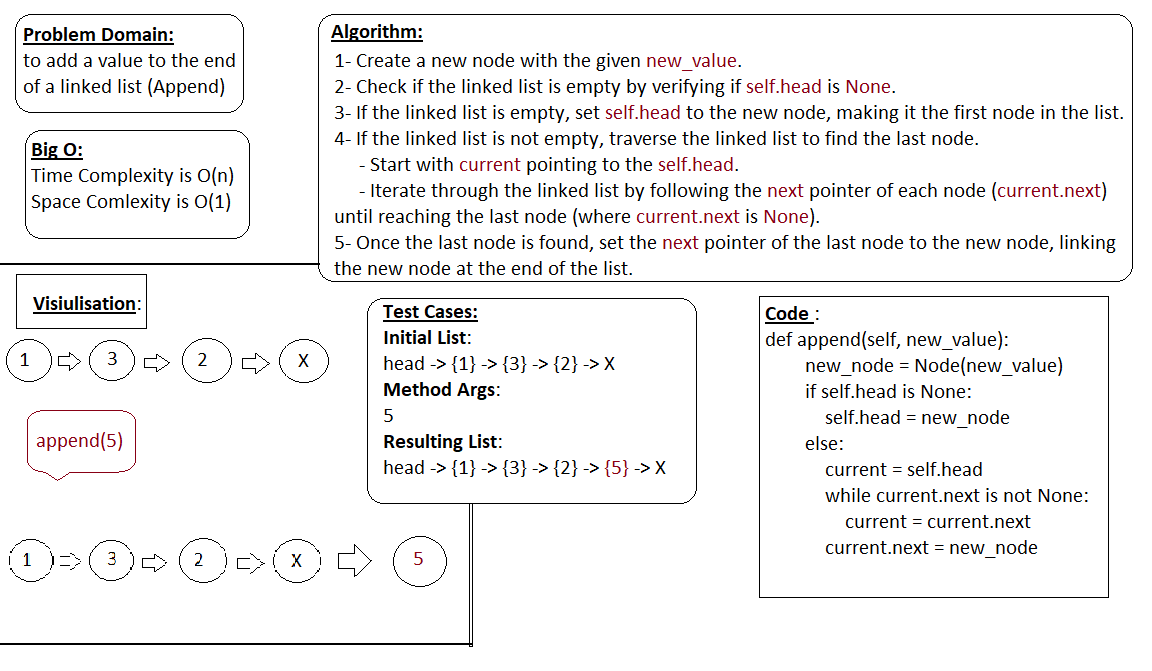 Problem Domain:
to add a value to the end
of a linked list (Append)
Big O:
Time Complexity is O(n)
Space Comlexity is O(1)
Algorithm:
1- Create a new node with the given new_value.
2- Check if the linked list is empty by verifying if self.head is None.
3- If the linked list is empty, set self.head to the new node, making it the first node in the list.
4- If the linked list is not empty, traverse the linked list to find the last node.
- Start with current pointing to the self.head.
- Iterate through the linked list by following the next pointer of each node (current.next)
until reaching the last node (where current.next is None).
5- Once the last node is found, set the next pointer of the last node to the new node, linking
the new node at the end of the list.
Visiulisation:
1 3 2 X
append(5)
1 3 2 X 5
Test Cases:
Initial List:
head -> {1} -> {3} -> {2} -> X
Method Args:
5
Resulting List:
head -> {1} -> {3} -> {2} -> {5} -> X
Code :
def append(self, new_value):
new_node = Node(new_value)
if self.head is None:
self.head = new_node
else:
current = self.head
while current.next is not None:
current = current.next
current.next = new_node